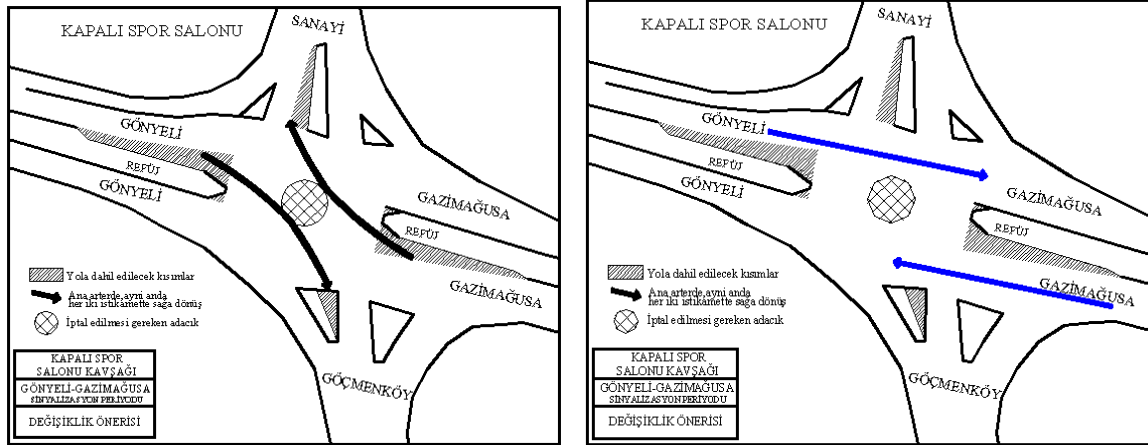 KAPALI SPOR SALONU
SANAYİ
GÖNYELİ
REFÜJ
GÖNYELİ
GAZİMAĞUSA
REFÜJ
GAZİMAĞUSA
Yola dahil edilecek kısımlar
Ana arterde, ayni anda
her iki istikamette sağa dönüş
İptal edilmesi gereken adacık
GÖÇMENKÖY
KAPALI SPOR
SALONU KAVŞAĞI
GÖNYELİ-GAZİMAĞUSA
SİNYALİZASYON PERİYODU
DEĞİŞİKLİK ÖNERİSİ
KAPALI SPOR SALONU
SANAYİ
GÖNYELİ
REFÜJ
GÖNYELİ
GAZİMAĞUSA
REFÜJ
GAZİMAĞUSA
Yola dahil edilecek kısımlar
Ana arterde, ayni anda
her iki istikamette sağa dönüş
İptal edilmesi gereken adacık
GÖÇMENKÖY
KAPALI SPOR
SALONU KAVŞAĞI
GÖNYELİ-GAZİMAĞUSA
SİNYALİZASYON PERİYODU
DEĞİŞİKLİK ÖNERİSİ